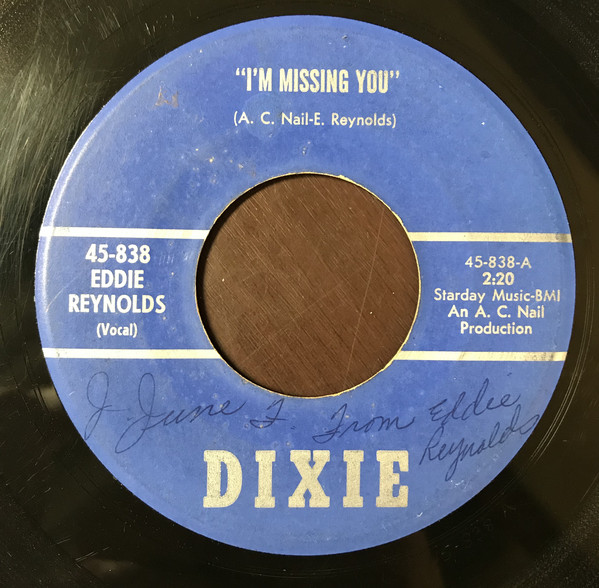 "I'M MISSING YOU"
(A. C. Nail-E. Reynolds)
45-838
EDDIE
REYNOLDS
(Vocal)
45-838-A
2:20
Starday Music-BMI
An A. C. Nail
Production
J. June T. From Eddie
Reynolds
DIXIE